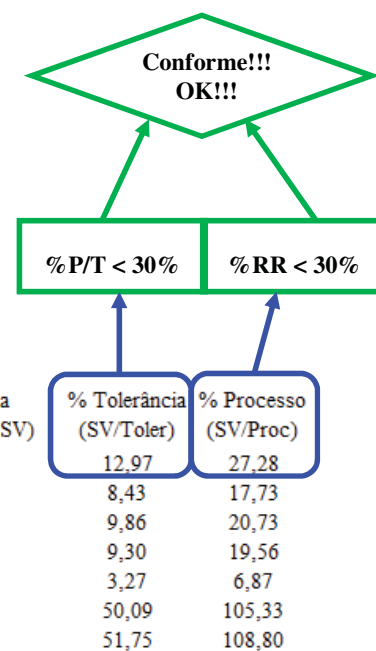 Conforme!!!
OK!!!
%P/T < 30% %RR < 30%
a % Tolerância % Processo
SV) (SV/Toler) (SV/Proc)
12,97 27,28
8,43 17,73
9,86 20,73
9,30 19,56
3,27 6,87
50,09 105,33
51,75 108,80